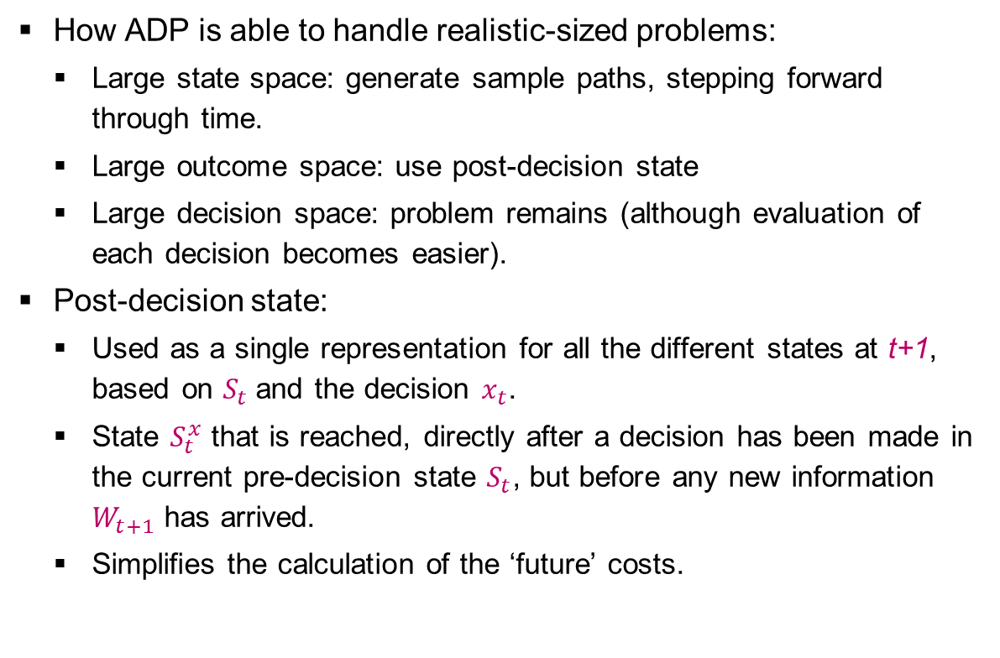 ▪ How ADP is able to handle realistic-sized problems:
▪ Large state space: generate sample paths, stepping forward
through time.
▪ Large outcome space: use post-decision state
▪ Large decision space: problem remains (although evaluation of
each decision becomes easier).
▪ Post-decision state:
▪ Used as a single representation for all the different states at t+1,
based on $S_t$ and the decision $x_t$.
▪ State $S_t^x$ that is reached, directly after a decision has been made in
the current pre-decision state $S_t$, but before any new information
$W_{t+1}$ has arrived.
▪ Simplifies the calculation of the ‘future’ costs.